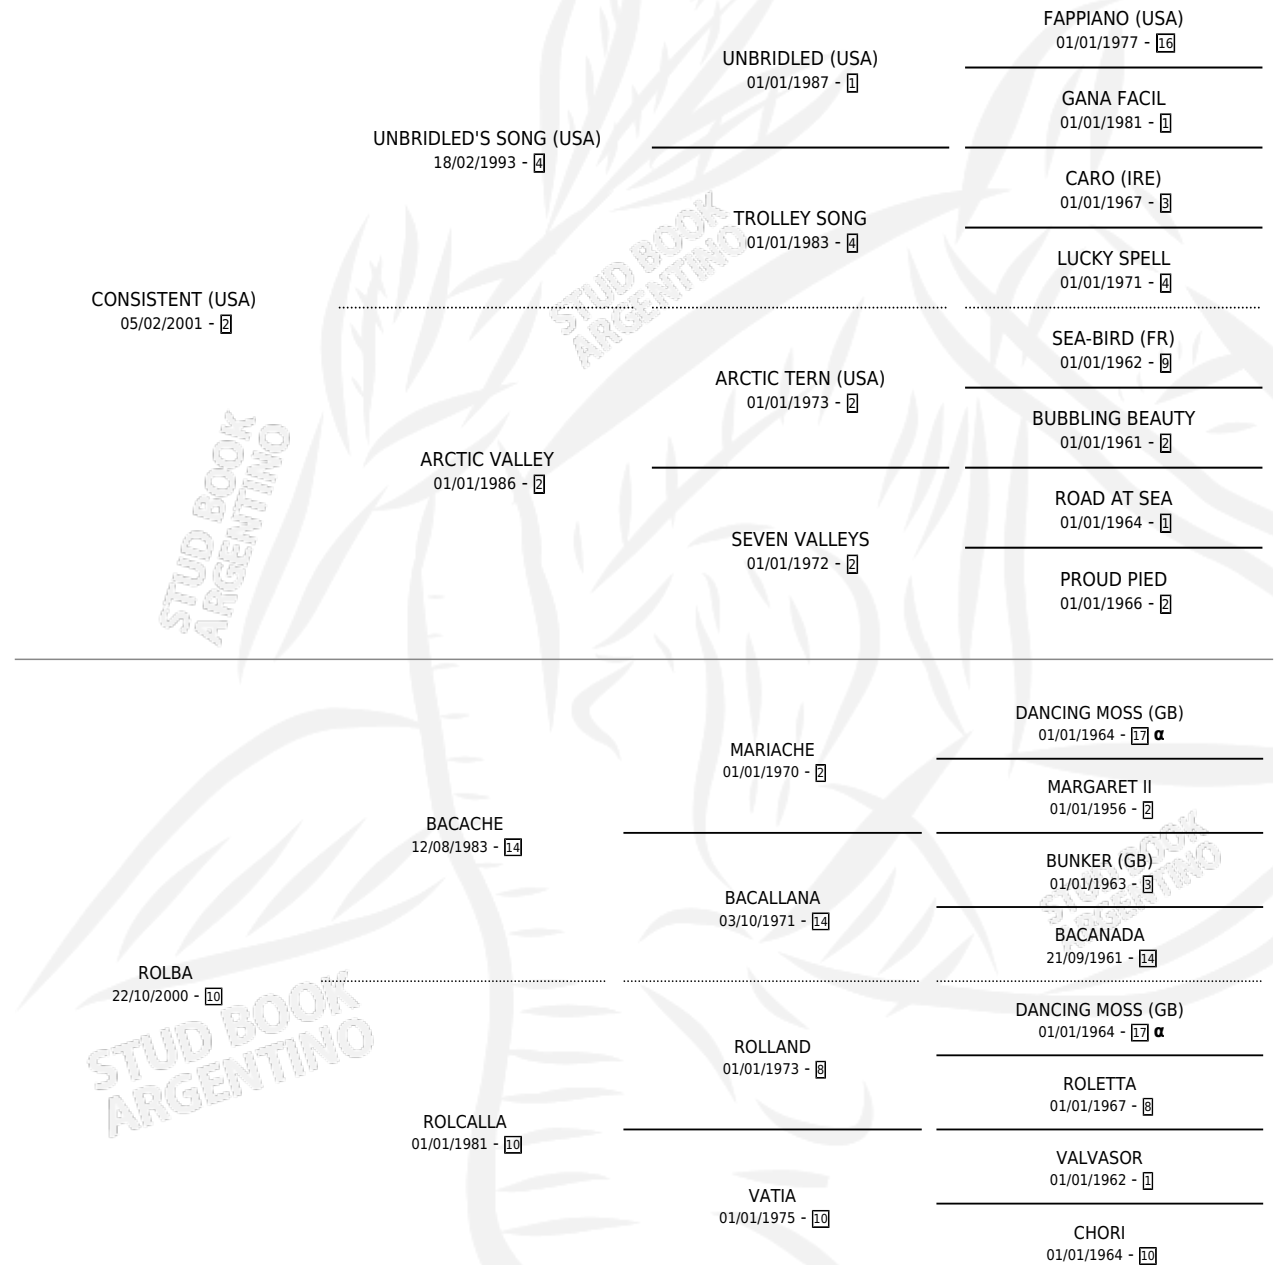 FAPPIANO (USA)
01/01/1977 - 16
UNBRIDLED (USA)
01/01/1987 - 1
GANA FACIL
01/01/1981 - 1
UNBRIDLED'S SONG (USA)
18/02/1993 - 4
CARO (IRE)
01/01/1967 - 3
TROLLEY SONG
01/01/1983 - 4
LUCKY SPELL
01/01/1971 - 4
CONSISTENT (USA)
05/02/2001 - 2
SEA-BIRD (FR)
01/01/1962 - 9
ARCTIC TERN (USA)
01/01/1973 - 2
BUBBLING BEAUTY
01/01/1961 - 2
ARCTIC VALLEY
01/01/1986 - 2
ROAD AT SEA
01/01/1964 - 1
SEVEN VALLEYS
01/01/1972 - 2
PROUD PIED
01/01/1966 - 2
DANCING MOSS (GB)
01/01/1964 - 17 α
MARIACHE
01/01/1970 - 2
MARGARET II
01/01/1956 - 2
BACACHE
12/08/1983 - 14
BUNKER (GB)
01/01/1963 - 3
BACALLANA
03/10/1971 - 14
BACANADA
21/09/1961 - 14
ROLBA
22/10/2000 - 10
DANCING MOSS (GB)
01/01/1964 - 17 α
ROLLAND
01/01/1973 - 8
ROLETTA
01/01/1967 - 8
ROLCALLA
01/01/1981 - 10
VALVASOR
01/01/1962 - 1
VATIA
01/01/1975 - 10
CHORI
01/01/1964 - 10
STUD BOOK
ARGENTINO
STUD BOOK
ARGENTINO
STUD BOOK
ARGENTINO
STUD BOOK
ARGENTINO